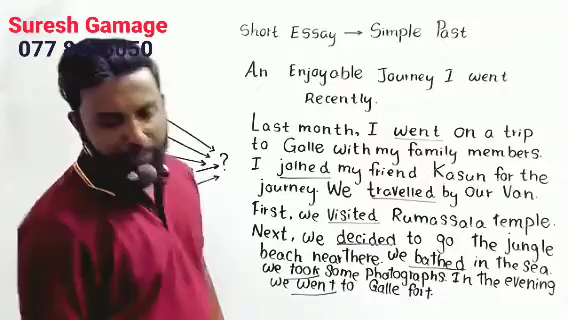 Suresh Gamage
Short Essay → Simple Past
An Enjoyable Journey I went
Recently.
?
Last month, I went on a trip
to Galle with my family members.
I joined my friend Kasun for the
journey. We travelled by our Van.
First, we visited Rumassala temple.
Next, we decided to go the jungle
beach near there. We bathed in the sea.
we took some photographs. In the evening
we went to Galle fort.